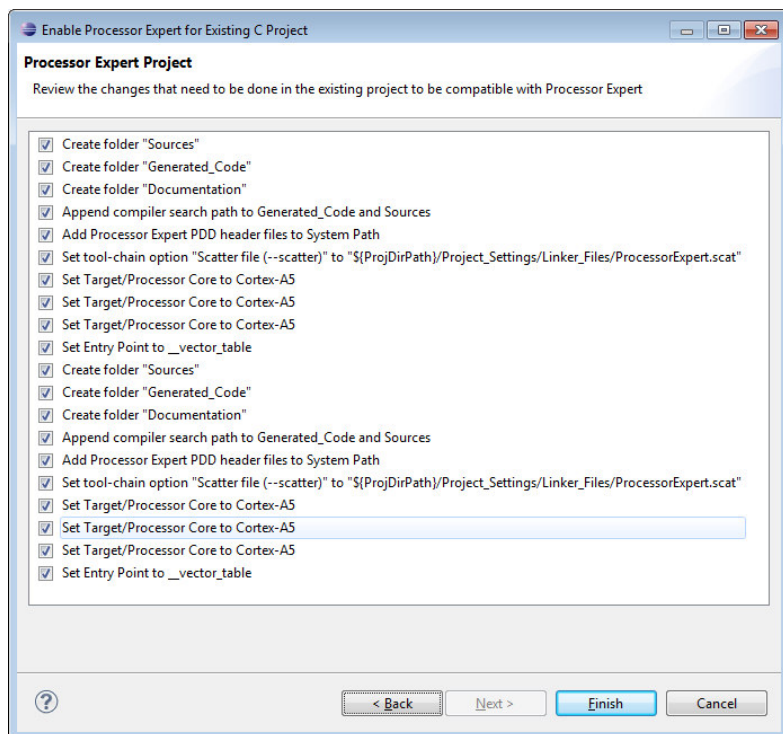 Enable Processor Expert for Existing C Project
Processor Expert Project
Review the changes that need to be done in the existing project to be compatible with Processor Expert
Create folder "Sources"
Create folder "Generated_Code"
Create folder "Documentation"
Append compiler search path to Generated_Code and Sources
Add Processor Expert PDD header files to System Path
Set tool-chain option "Scatter file (--scatter)" to "${ProjDirPath}/Project_Settings/Linker_Files/ProcessorExpert.scat"
Set Target/Processor Core to Cortex-A5
Set Target/Processor Core to Cortex-A5
Set Target/Processor Core to Cortex-A5
Set Entry Point to __vector_table
Create folder "Sources"
Create folder "Generated_Code"
Create folder "Documentation"
Append compiler search path to Generated_Code and Sources
Add Processor Expert PDD header files to System Path
Set tool-chain option "Scatter file (--scatter)" to "${ProjDirPath}/Project_Settings/Linker_Files/ProcessorExpert.scat"
Set Target/Processor Core to Cortex-A5
Set Target/Processor Core to Cortex-A5
Set Target/Processor Core to Cortex-A5
Set Entry Point to __vector_table
? < Back Next > Finish Cancel